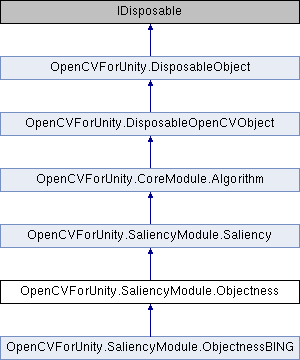 IDisposable
OpenCVForUnity.DisposableObject
OpenCVForUnity.DisposableOpenCVObject
OpenCVForUnity.CoreModule.Algorithm
OpenCVForUnity.SaliencyModule.Saliency
OpenCVForUnity.SaliencyModule.Objectness
OpenCVForUnity.SaliencyModule.ObjectnessBING